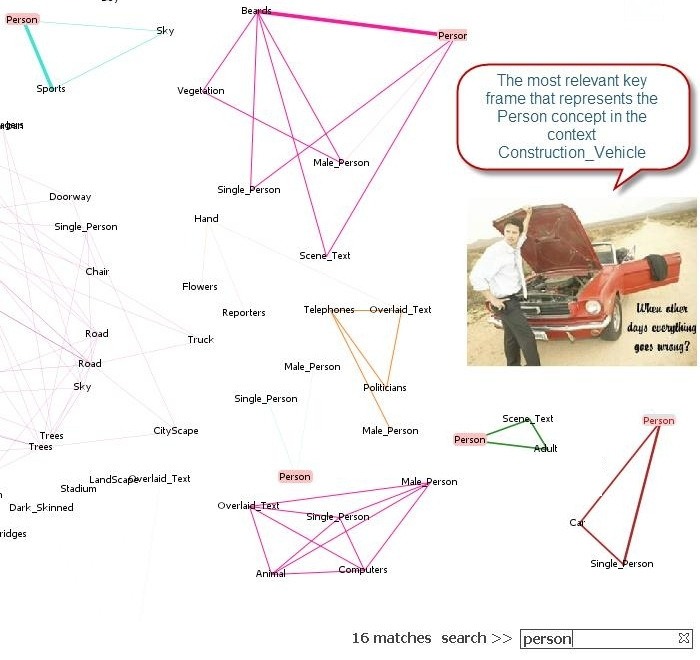 Person
Sky
Sports
Beards
Person
Vegetation
Male_Person
Single_Person
Scene_Text
The most relevant key
frame that represents the
Person concept in the
context
Construction_Vehicle
Doorway
Single_Person
Hand
Chair
Flowers
Reporters
Telephones
Overlaid_Text
When other
days everything
goes wrong?
Road
Truck
Road
Male_Person
Sky
Single_Person
Politicians
Trees
Trees
CityScape
Male_Person
Person
Scene_Text
Adult
Person
LandScape
Overlaid_Text
Stadium
Dark_Skinned
ridges
Person
Male_Person
Overlaid_Text
Single_Person
Animal
Computers
Car
Single_Person
16 matches search >> person